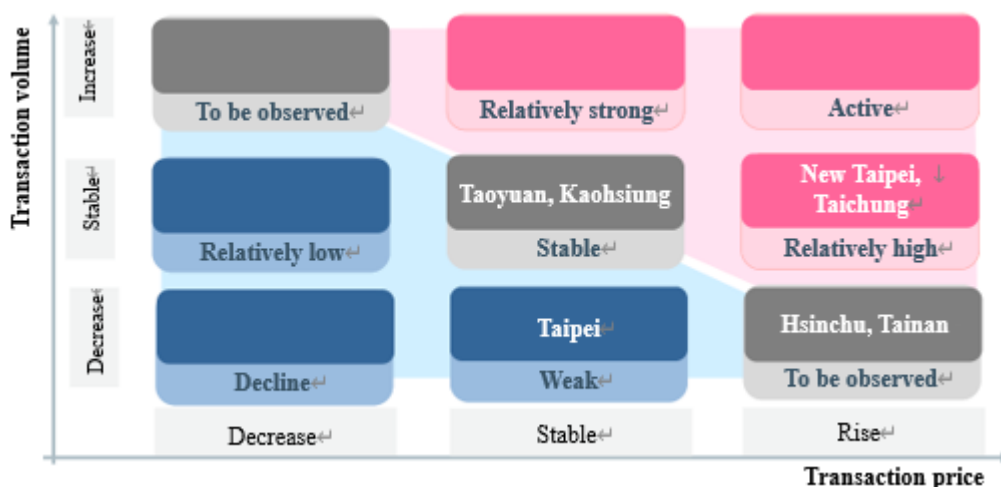 Transaction volume
Increase↵
To be observed↵
Relatively strong↵
Active↵
Stable↵
Taoyuan, Kaohsiung
New Taipei, ↓
Taichung↵
Relatively low↵
Stable↵
Relatively high↵
Decrease↵
Taipei↵
Hsinchu, Tainan
Decline↵
Weak↵
To be observed↵
Decrease↵
Stable↵
Rise↵
Transaction price